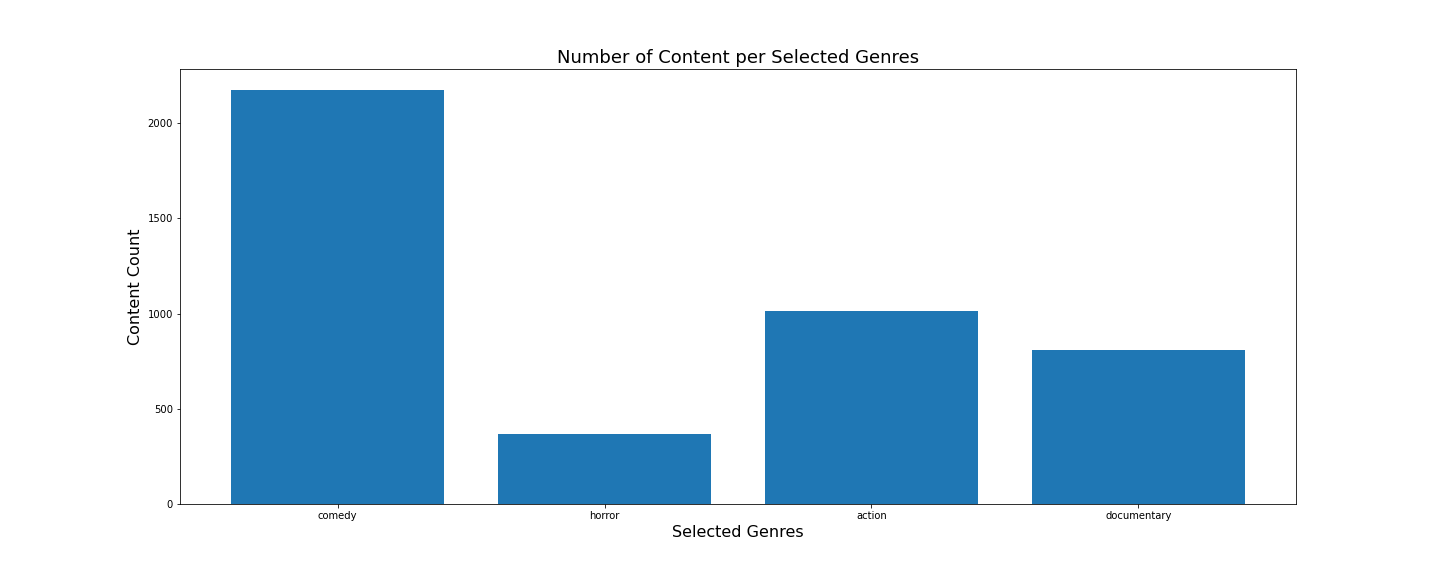 Number of Content per Selected Genres
Content Count
2000
1500
1000
500
0
comedy horror action documentary
Selected Genres